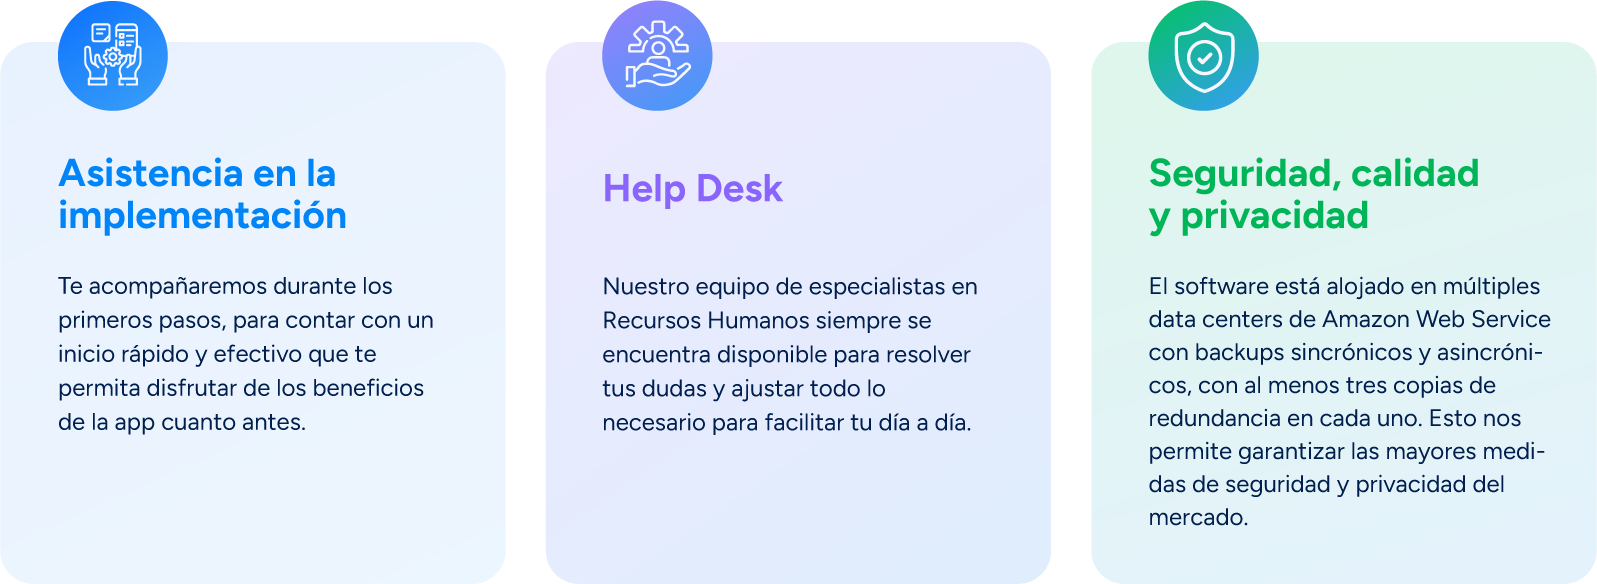 Asistencia en la
implementación
Te acompañaremos durante los
primeros pasos, para contar con un
inicio rápido y efectivo que te
permita disfrutar de los beneficios
de la app cuanto antes.
Help Desk
Nuestro equipo de especialistas en
Recursos Humanos siempre se
encuentra disponible para resolver
tus dudas y ajustar todo lo
necesario para facilitar tu día a día.
Seguridad, calidad
y privacidad
El software está alojado en múltiples
data centers de Amazon Web Service
con backups sincrónicos y asincróni-
cos, con al menos tres copias de
redundancia en cada uno. Esto nos
permite garantizar las mayores medi-
das de seguridad y privacidad del
mercado.